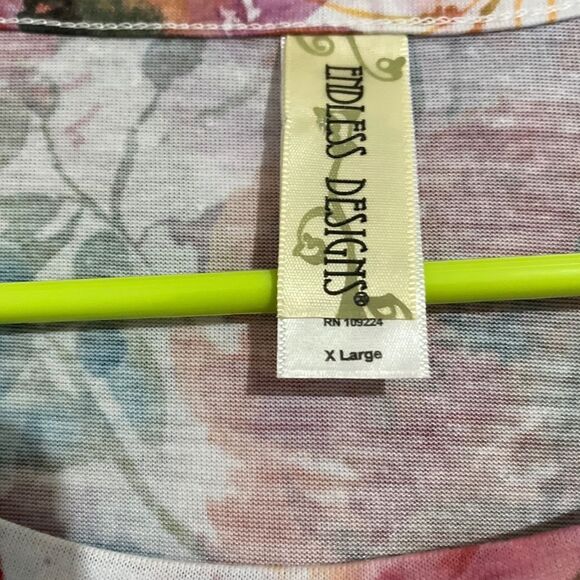 ENDLESS DESIGNS®
RN 109224
X Large